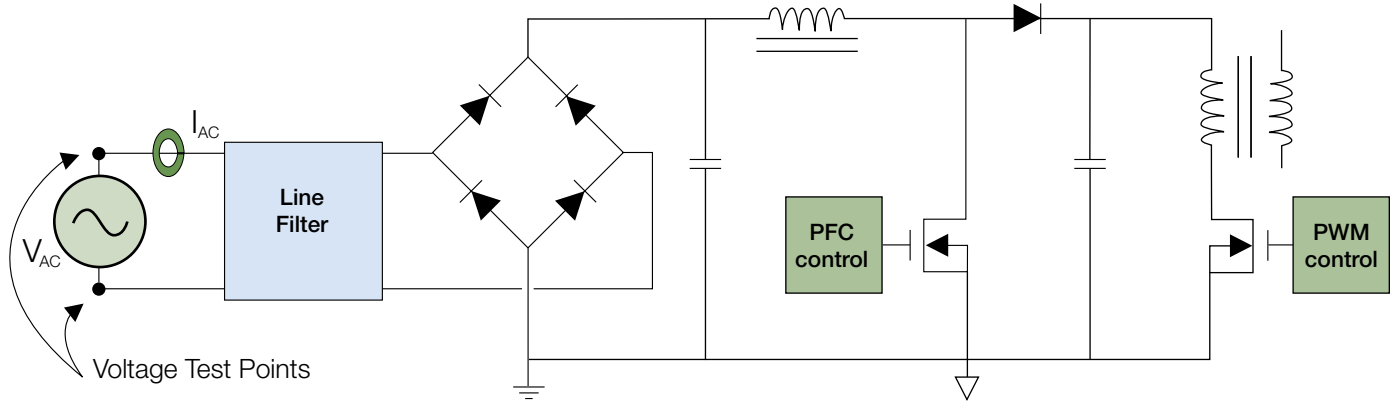 I_AC
Line
Filter
V_AC
Voltage Test Points
PFC
control
PWM
control